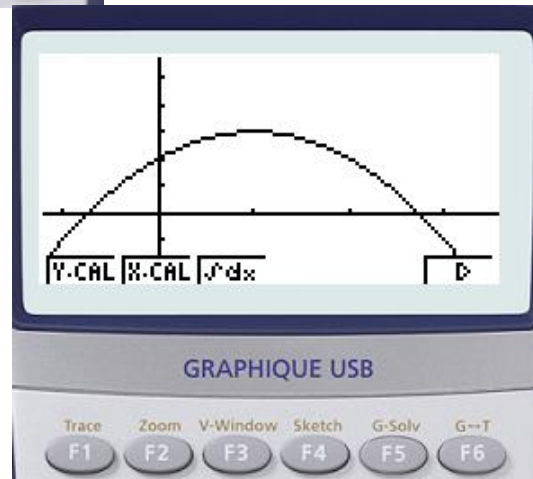 Y-CAL X-CAL ∫dx D
GRAPHIQUE USB
Trace Zoom V-Window Sketch G-Solv G↔T
F1 F2 F3 F4 F5 F6